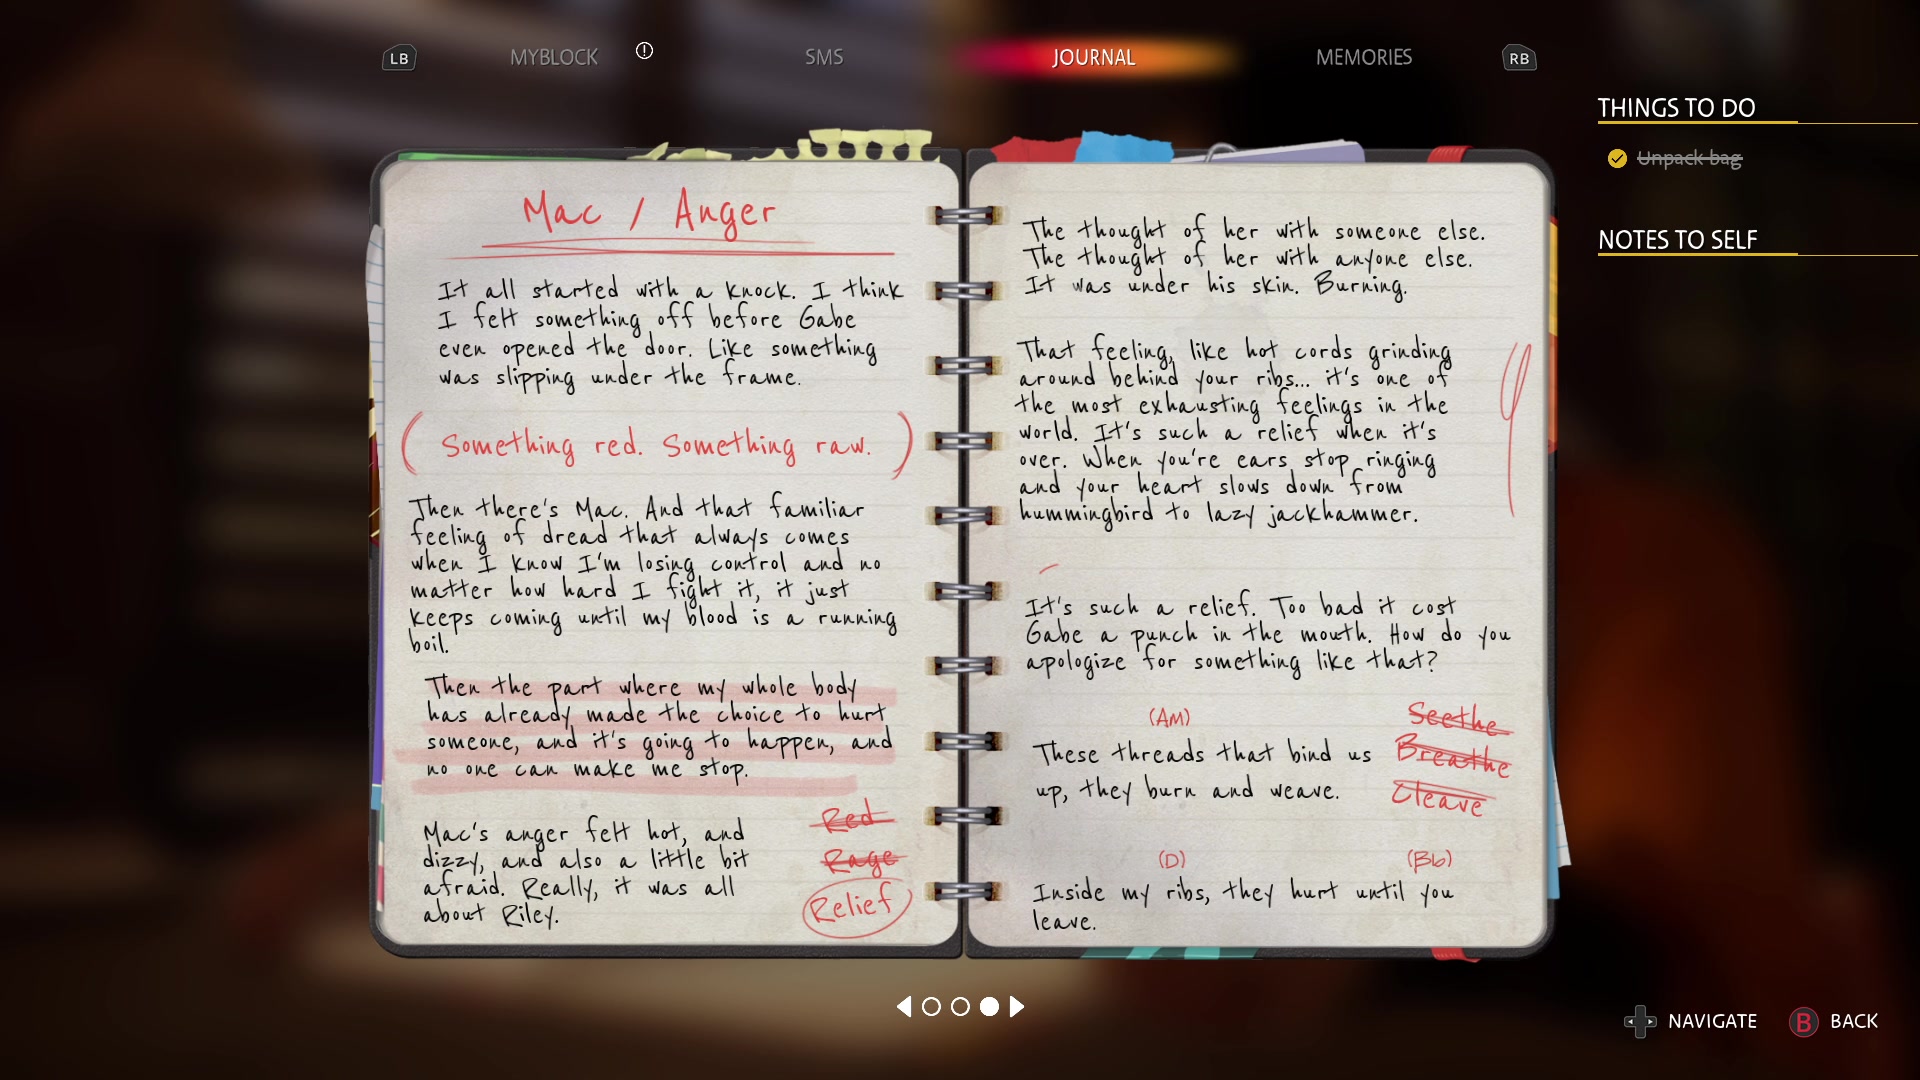 LB
MYBLOCK
!
SMS
JOURNAL
MEMORIES
RB
THINGS TO DO
Unpack bag
NOTES TO SELF
Mac / Anger
It all started with a knock. I think
I felt something off before Gabe
even opened the door. Like something
was slipping under the frame.
( Something red. Something raw. )
Then there's Mac. And that familiar
feeling of dread that always comes
when I know I'm losing control and no
matter how hard I fight it, it just
keeps coming until my blood is a running
boil.
Then the part where my whole body
has already made the choice to hurt
someone, and it's going to happen, and
no one can make me stop.
Mac's anger felt hot, and
dizzy, and also a little bit
afraid. Really, it was all
about Riley.
Red
Rage
Relief
The thought of her with someone else.
The thought of her with anyone else.
It was under his skin. Burning.
That feeling, like hot cords grinding
around behind your ribs... it's one of
the most exhausting feelings in the
world. It's such a relief when it's
over. When you're ears stop ringing
and your heart slows down from
hummingbird to lazy jackhammer.
It's such a relief. Too bad it cost
Gabe a punch in the mouth. How do you
apologize for something like that?
(Am)
These threads that bind us
up, they burn and weave.
Seethe
Breathe
Cleave
(D) (Bb)
Inside my ribs, they hurt until you
leave.
NAVIGATE
B BACK